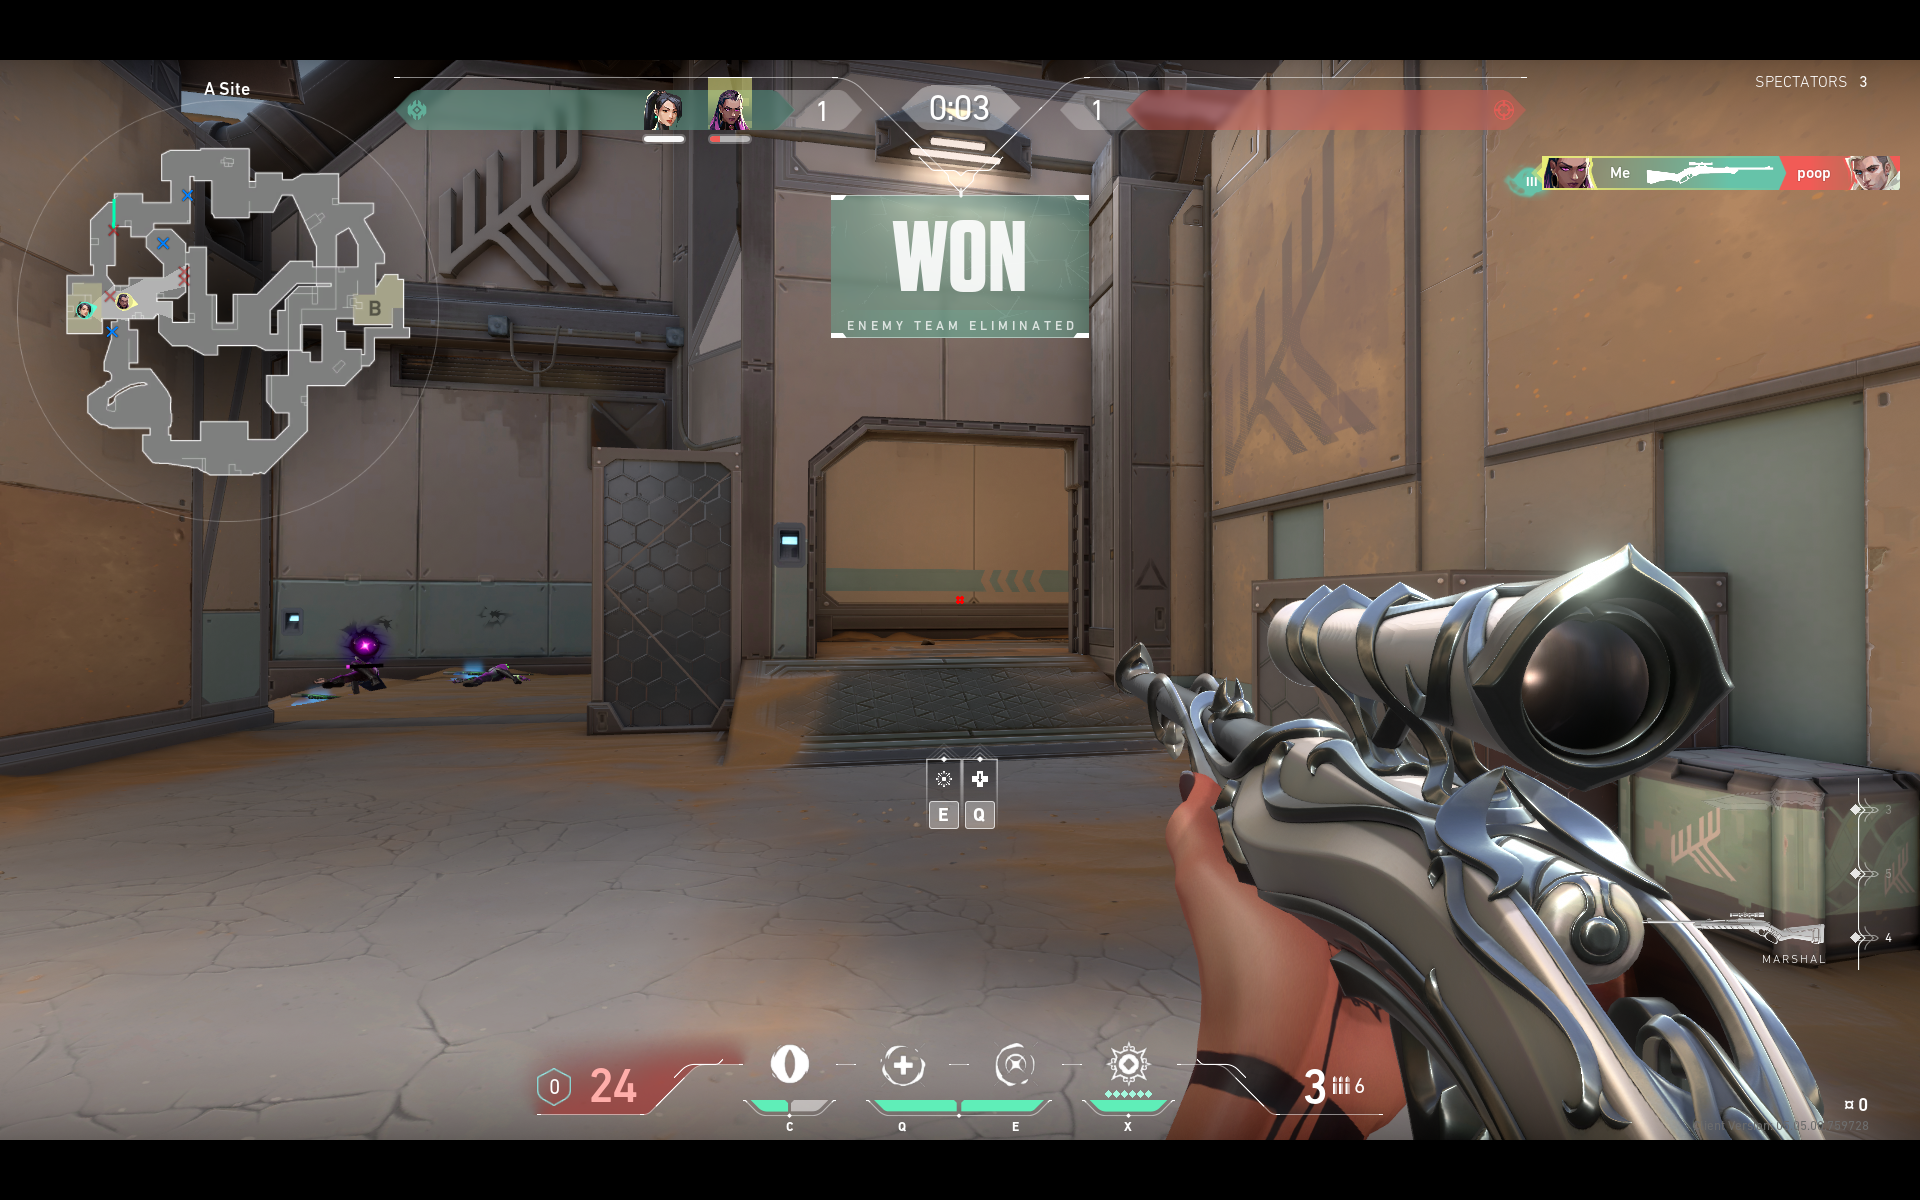 A Site
1
0:03
1
SPECTATORS 3
III
Me
poop
WON
ENEMY TEAM ELIMINATED
B
E
Q
3
5
4
MARSHAL
0
24
C
Q
E
X
3
6
¤ 0